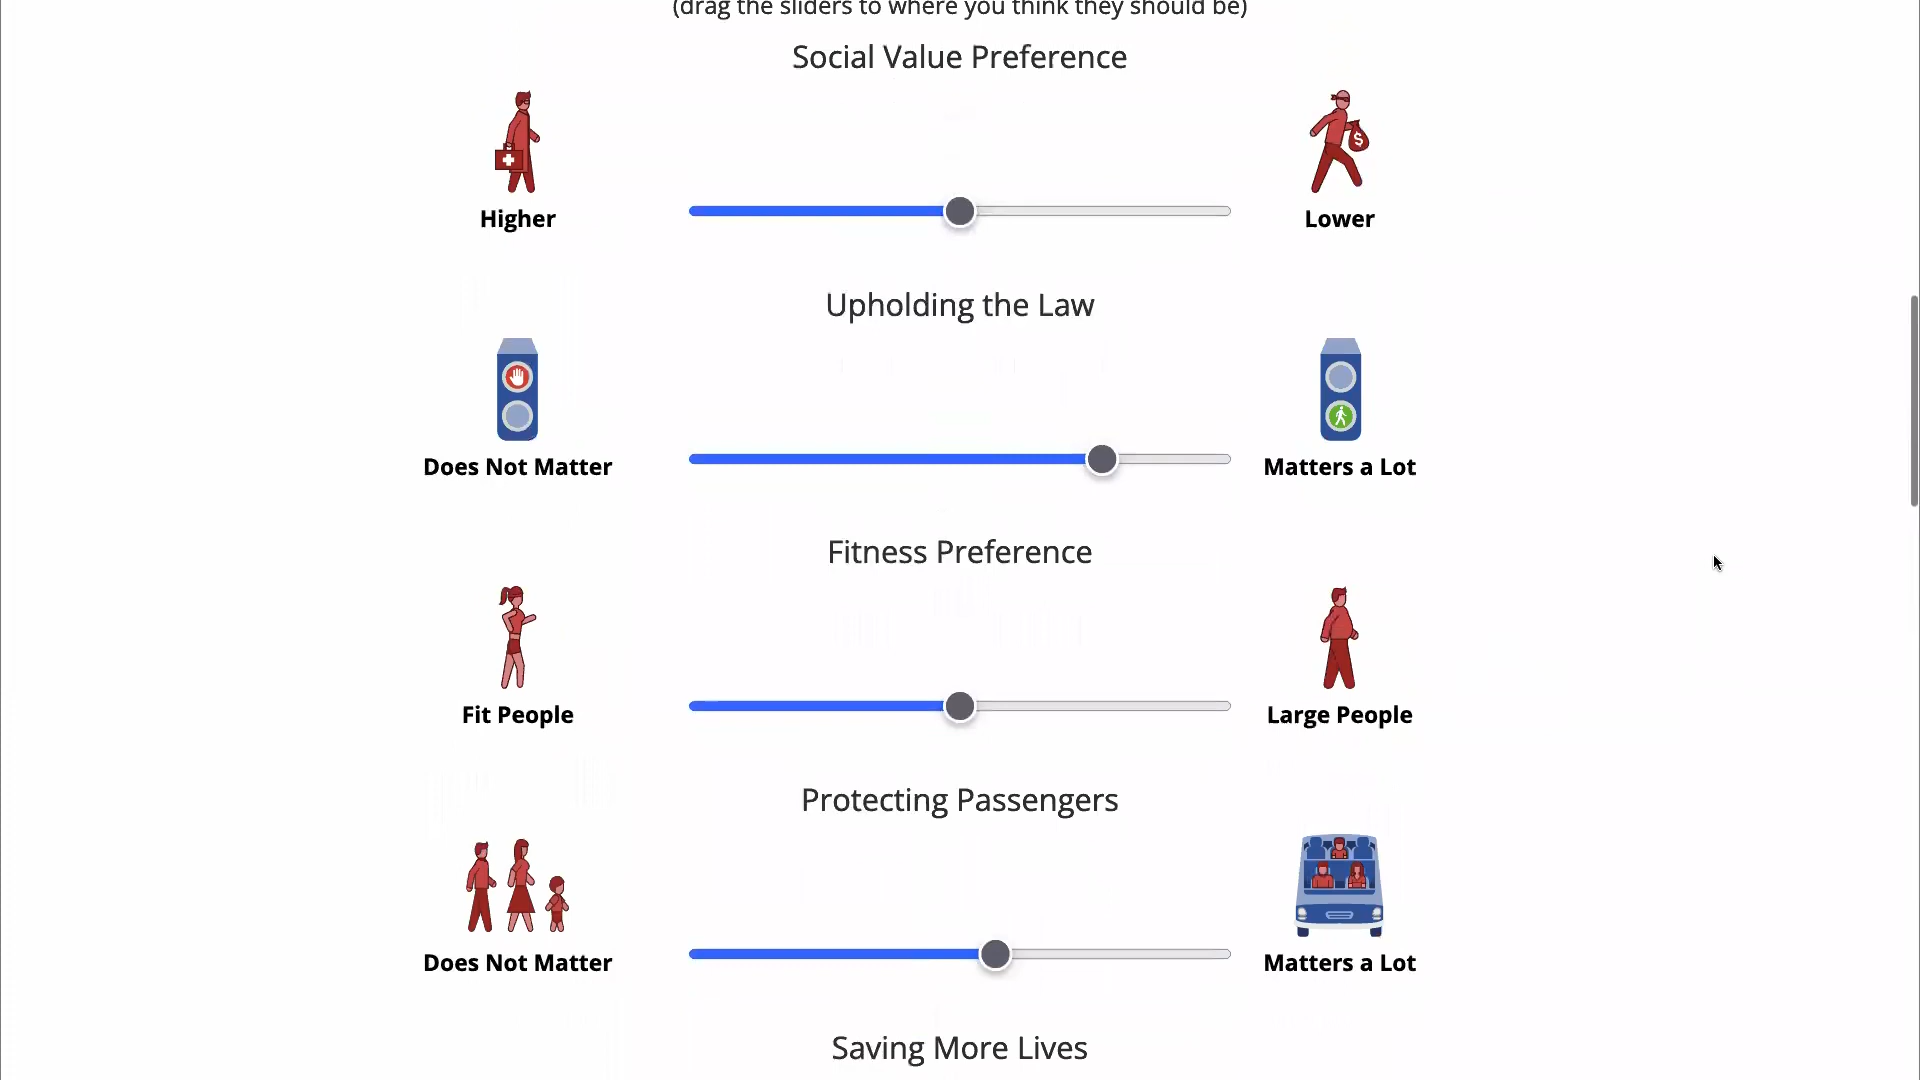 (drag the sliders to where you think they should be)
Social Value Preference
$
Higher
Lower
Upholding the Law
Does Not Matter
Matters a Lot
Fitness Preference
Fit People
Large People
Protecting Passengers
Does Not Matter
Matters a Lot
Saving More Lives